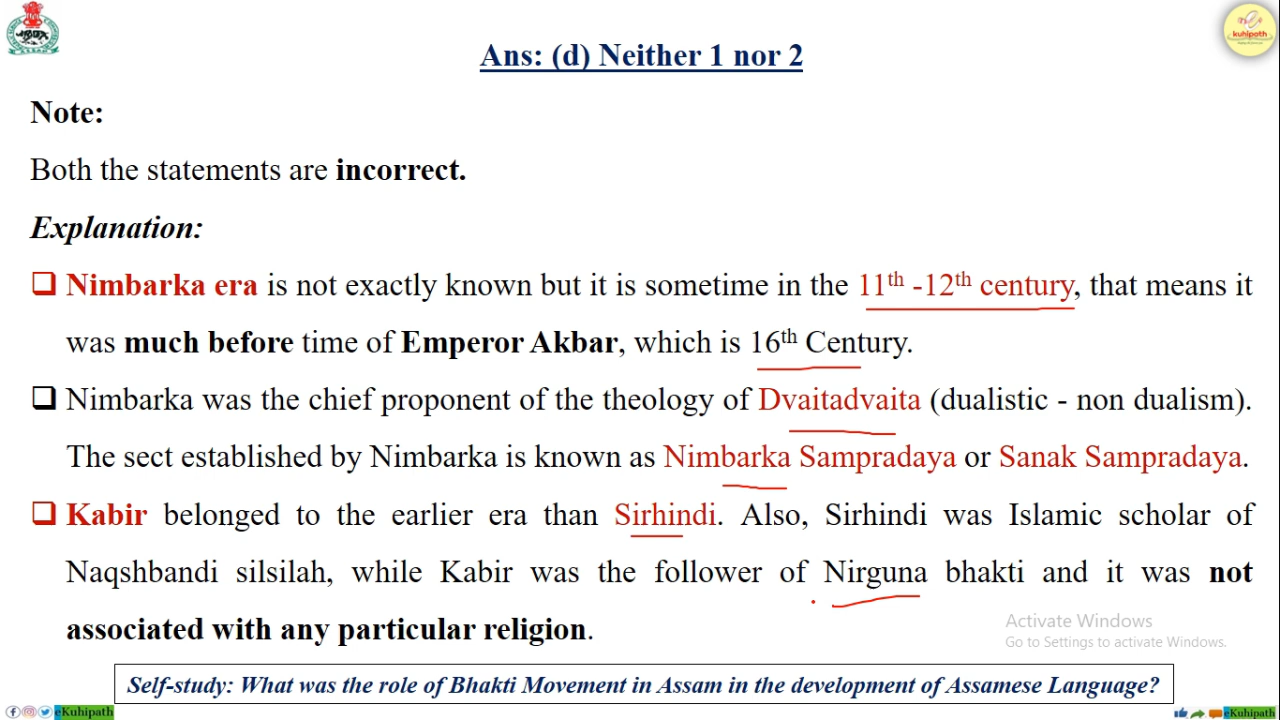 kuhipath
Ans: (d) Neither 1 nor 2
Note:
Both the statements are incorrect.
Explanation:
❑ Nimbarka era is not exactly known but it is sometime in the 11th -12th century, that means it
was much before time of Emperor Akbar, which is 16th Century.
❑ Nimbarka was the chief proponent of the theology of Dvaitadvaita (dualistic - non dualism).
The sect established by Nimbarka is known as Nimbarka Sampradaya or Sanak Sampradaya.
❑ Kabir belonged to the earlier era than Sirhindi. Also, Sirhindi was Islamic scholar of
Naqshbandi silsilah, while Kabir was the follower of Nirguna bhakti and it was not
associated with any particular religion.
Activate Windows
Go to Settings to activate Windows.
Self-study: What was the role of Bhakti Movement in Assam in the development of Assamese Language?
eKuhipath
eKuhipath